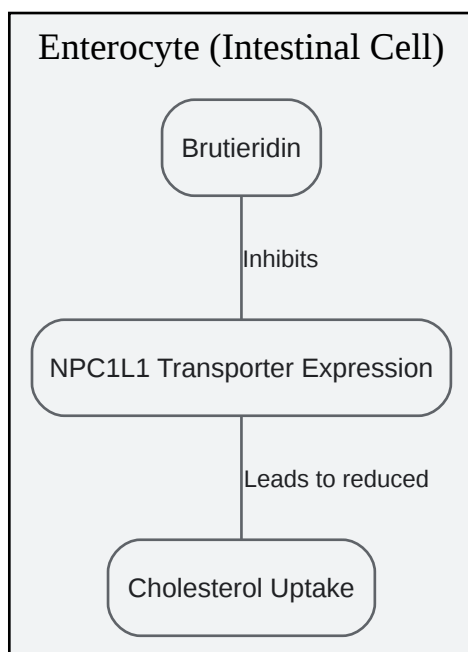 Enterocyte (Intestinal Cell)
Brutieridin
Inhibits
NPC1L1 Transporter Expression
Leads to reduced
Cholesterol Uptake